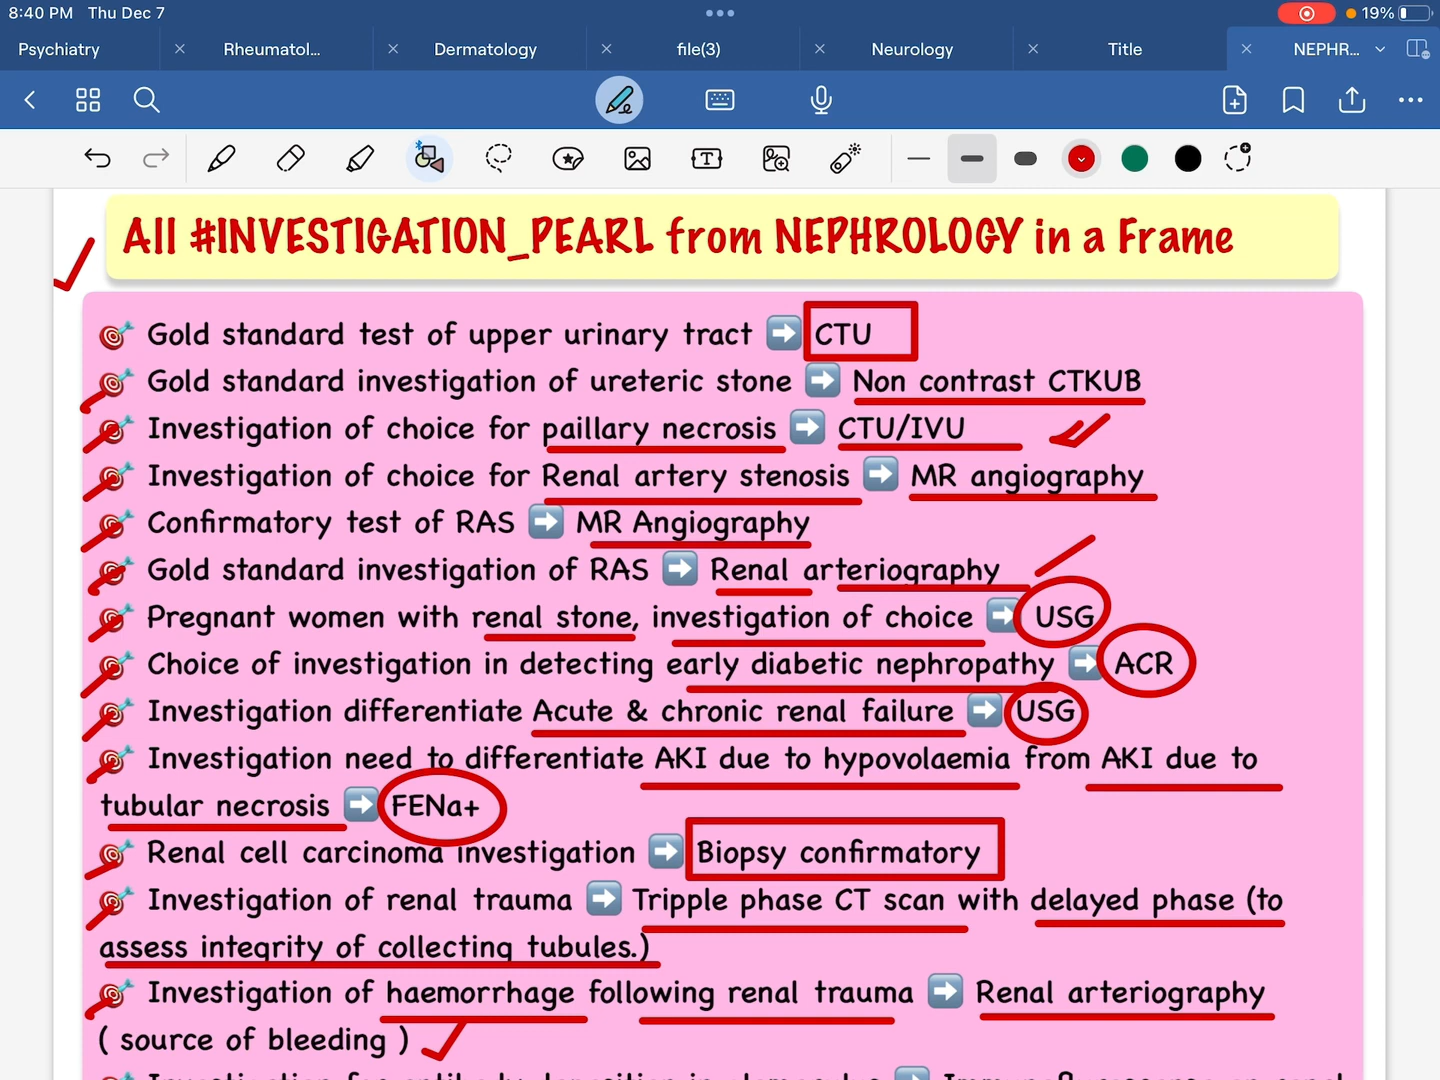 8:40 PM Thu Dec 7
19%
Psychiatry
Rheumatol...
Dermatology
file(3)
Neurology
Title
NEPHR...
All #INVESTIGATION_PEARL from NEPHROLOGY in a Frame
Gold standard test of upper urinary tract ➡ CTU
Gold standard investigation of ureteric stone ➡ Non contrast CTKUB
Investigation of choice for paillary necrosis ➡ CTU/IVU
Investigation of choice for Renal artery stenosis ➡ MR angiography
Confirmatory test of RAS ➡ MR Angiography
Gold standard investigation of RAS ➡ Renal arteriography
Pregnant women with renal stone, investigation of choice ➡ USG
Choice of investigation in detecting early diabetic nephropathy ➡ ACR
Investigation differentiate Acute & chronic renal failure ➡ USG
Investigation need to differentiate AKI due to hypovolaemia from AKI due to
tubular necrosis ➡ FENa+
Renal cell carcinoma investigation ➡ Biopsy confirmatory
Investigation of renal trauma ➡ Tripple phase CT scan with delayed phase (to
assess integrity of collecting tubules.)
Investigation of haemorrhage following renal trauma ➡ Renal arteriography
( source of bleeding )